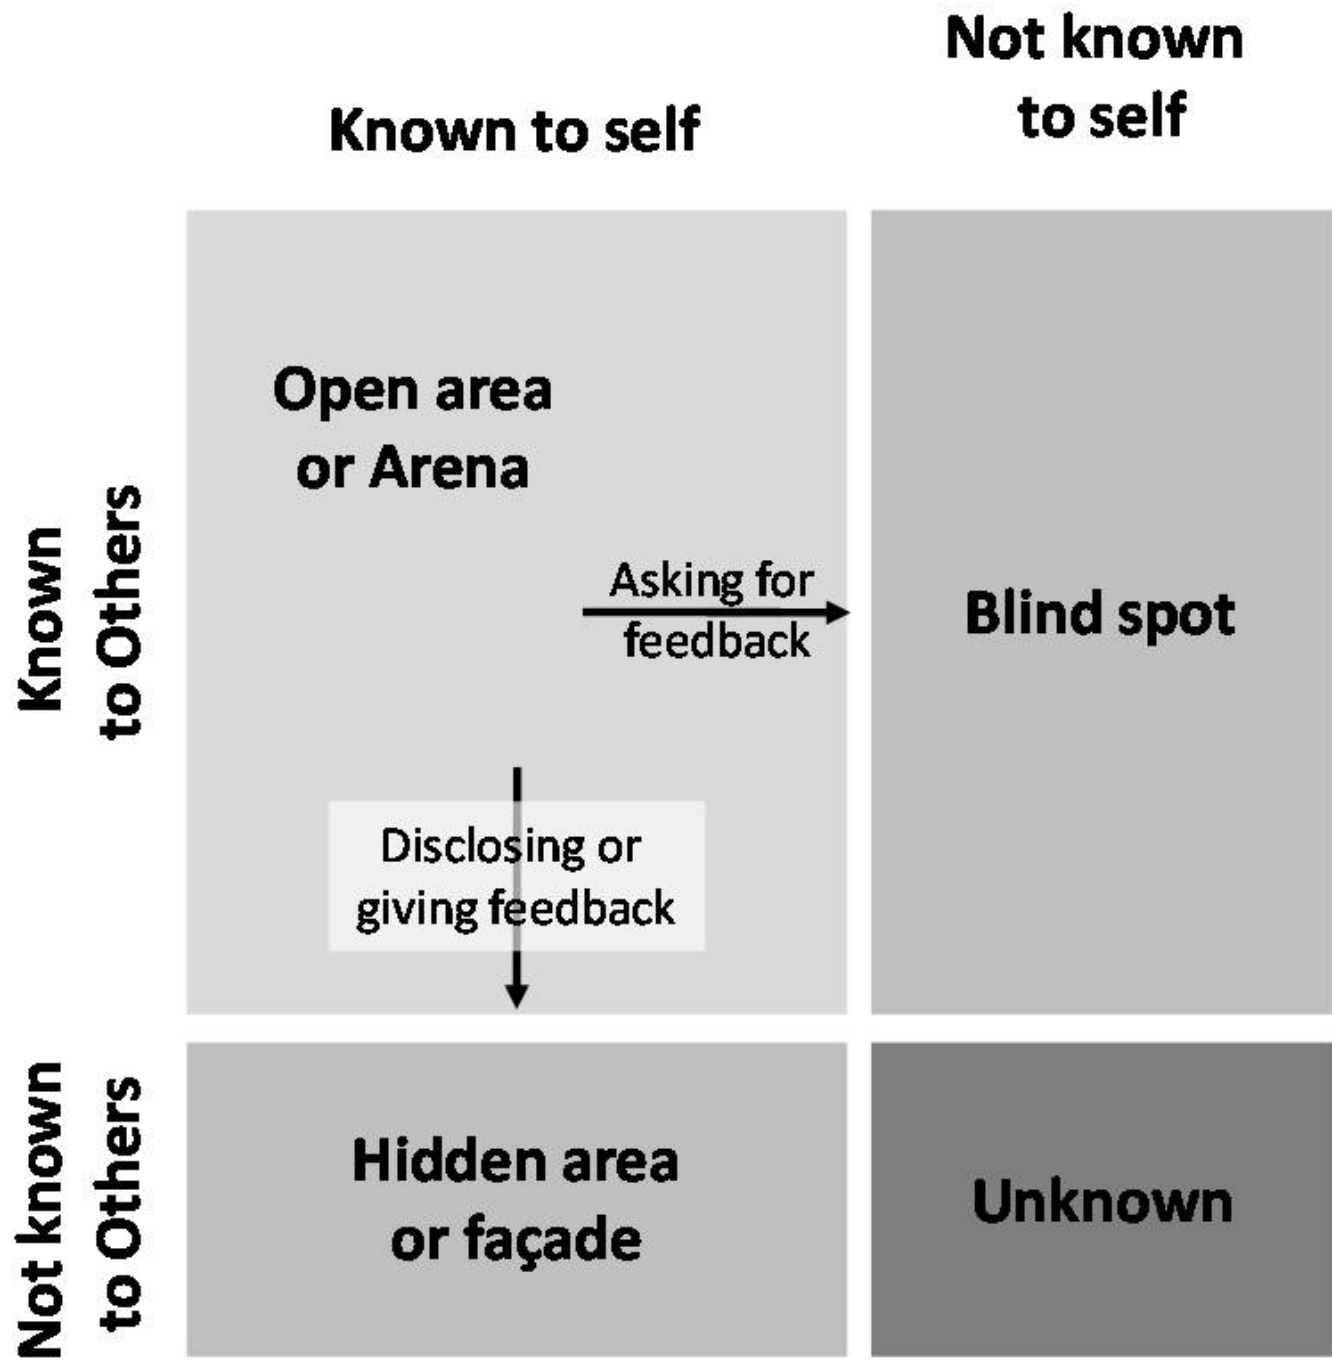 Not known
to self
Known to self
Known
to Others
Open area
or Arena
Asking for
feedback
Blind spot
Disclosing or
giving feedback
Not known
to Others
Hidden area
or façade
Unknown